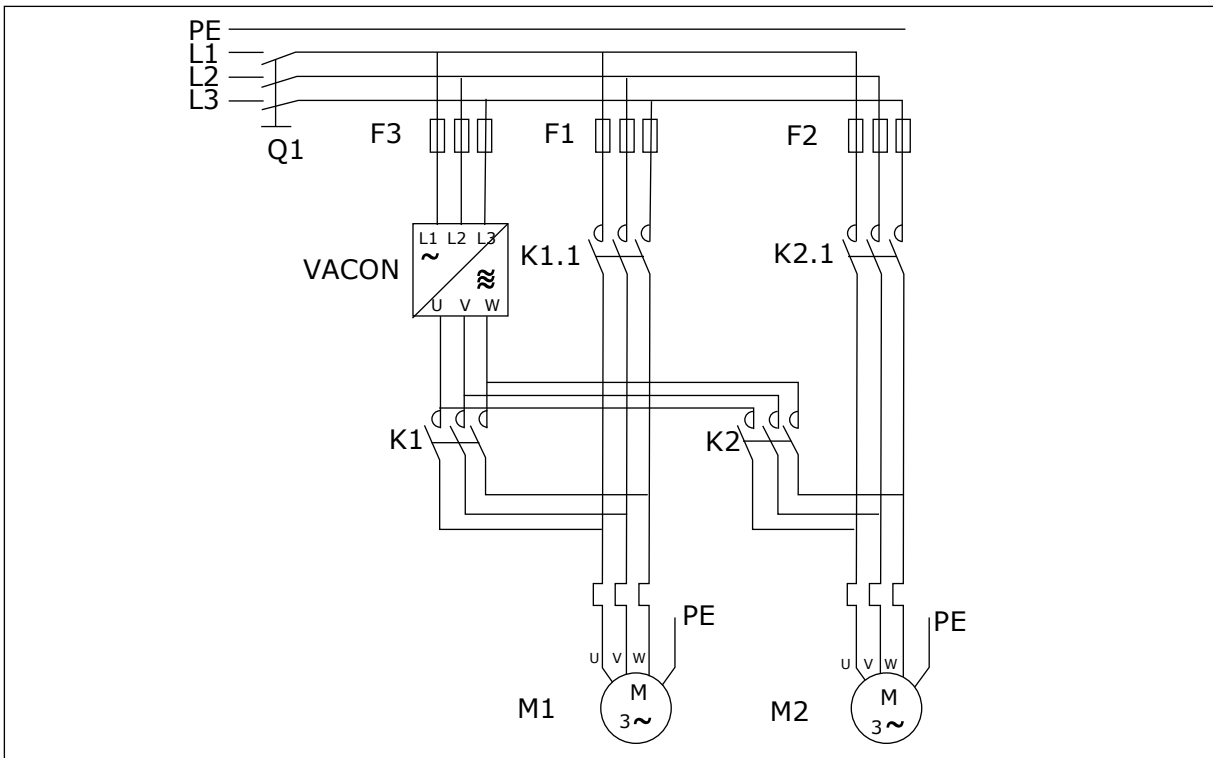 PE
L1
L2
L3
Q1
F3
F1
F2
L1 L2 L3
~
VACON
≋
U V W
K1.1
K2.1
K1
K2
PE
PE
U V W
U V W
M1
M
3~
M2
M
3~